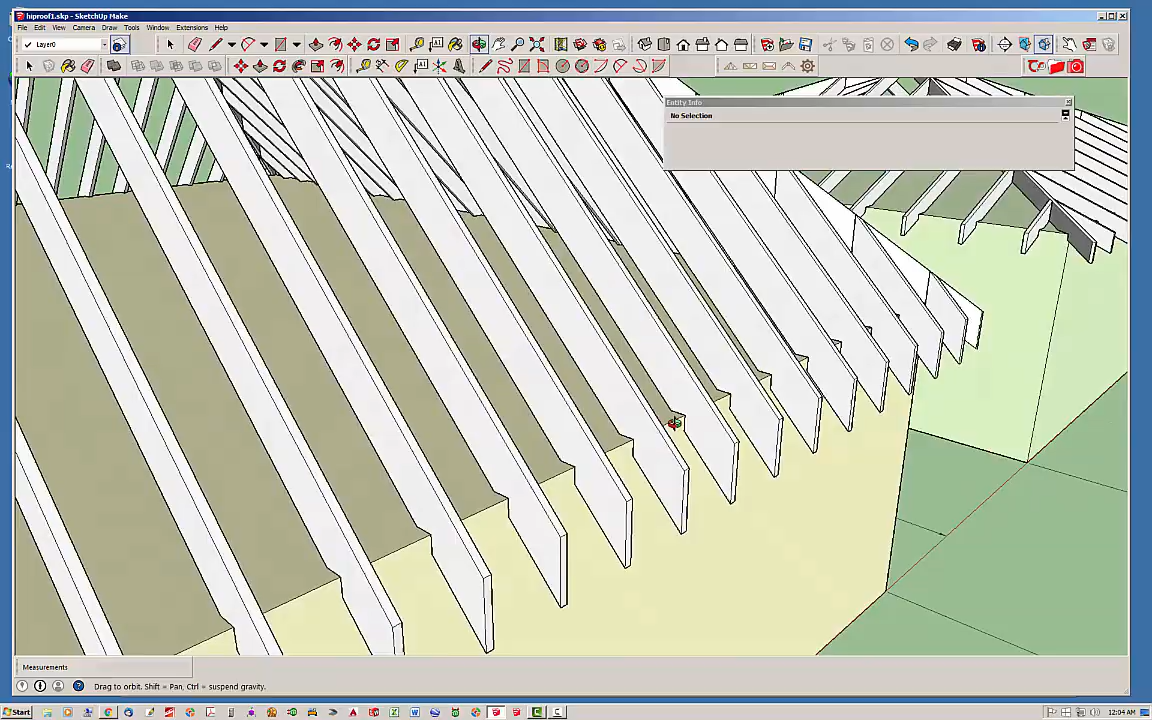 hiproof1.skp - SketchUp Make
File Edit View Camera Draw Tools Window Extensions Help
Layer0
Entity Info
No Selection
Measurements
Drag to orbit. Shift = Pan, Ctrl = suspend gravity.
Start
12:04 AM